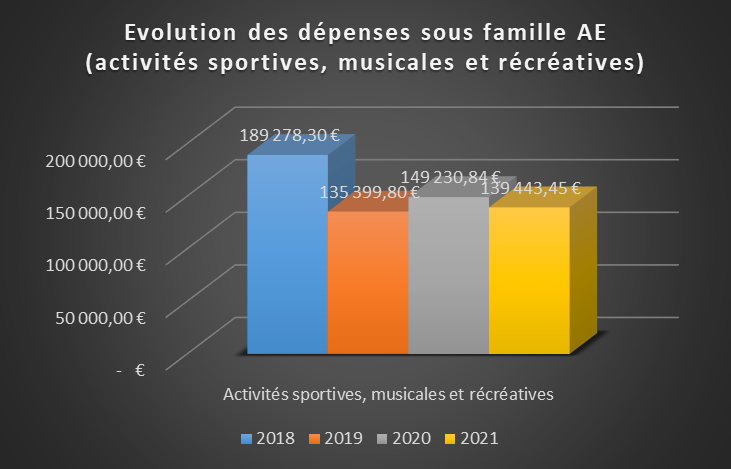 Evolution des dépenses sous famille AE
(activités sportives, musicales et récréatives)
189 278,30 €
135 399,80 €
149 230,84 €
139 443,45 €
200 000,00 €
150 000,00 €
100 000,00 €
50 000,00 €
- €
Activités sportives, musicales et récréatives
2018 2019 2020 2021